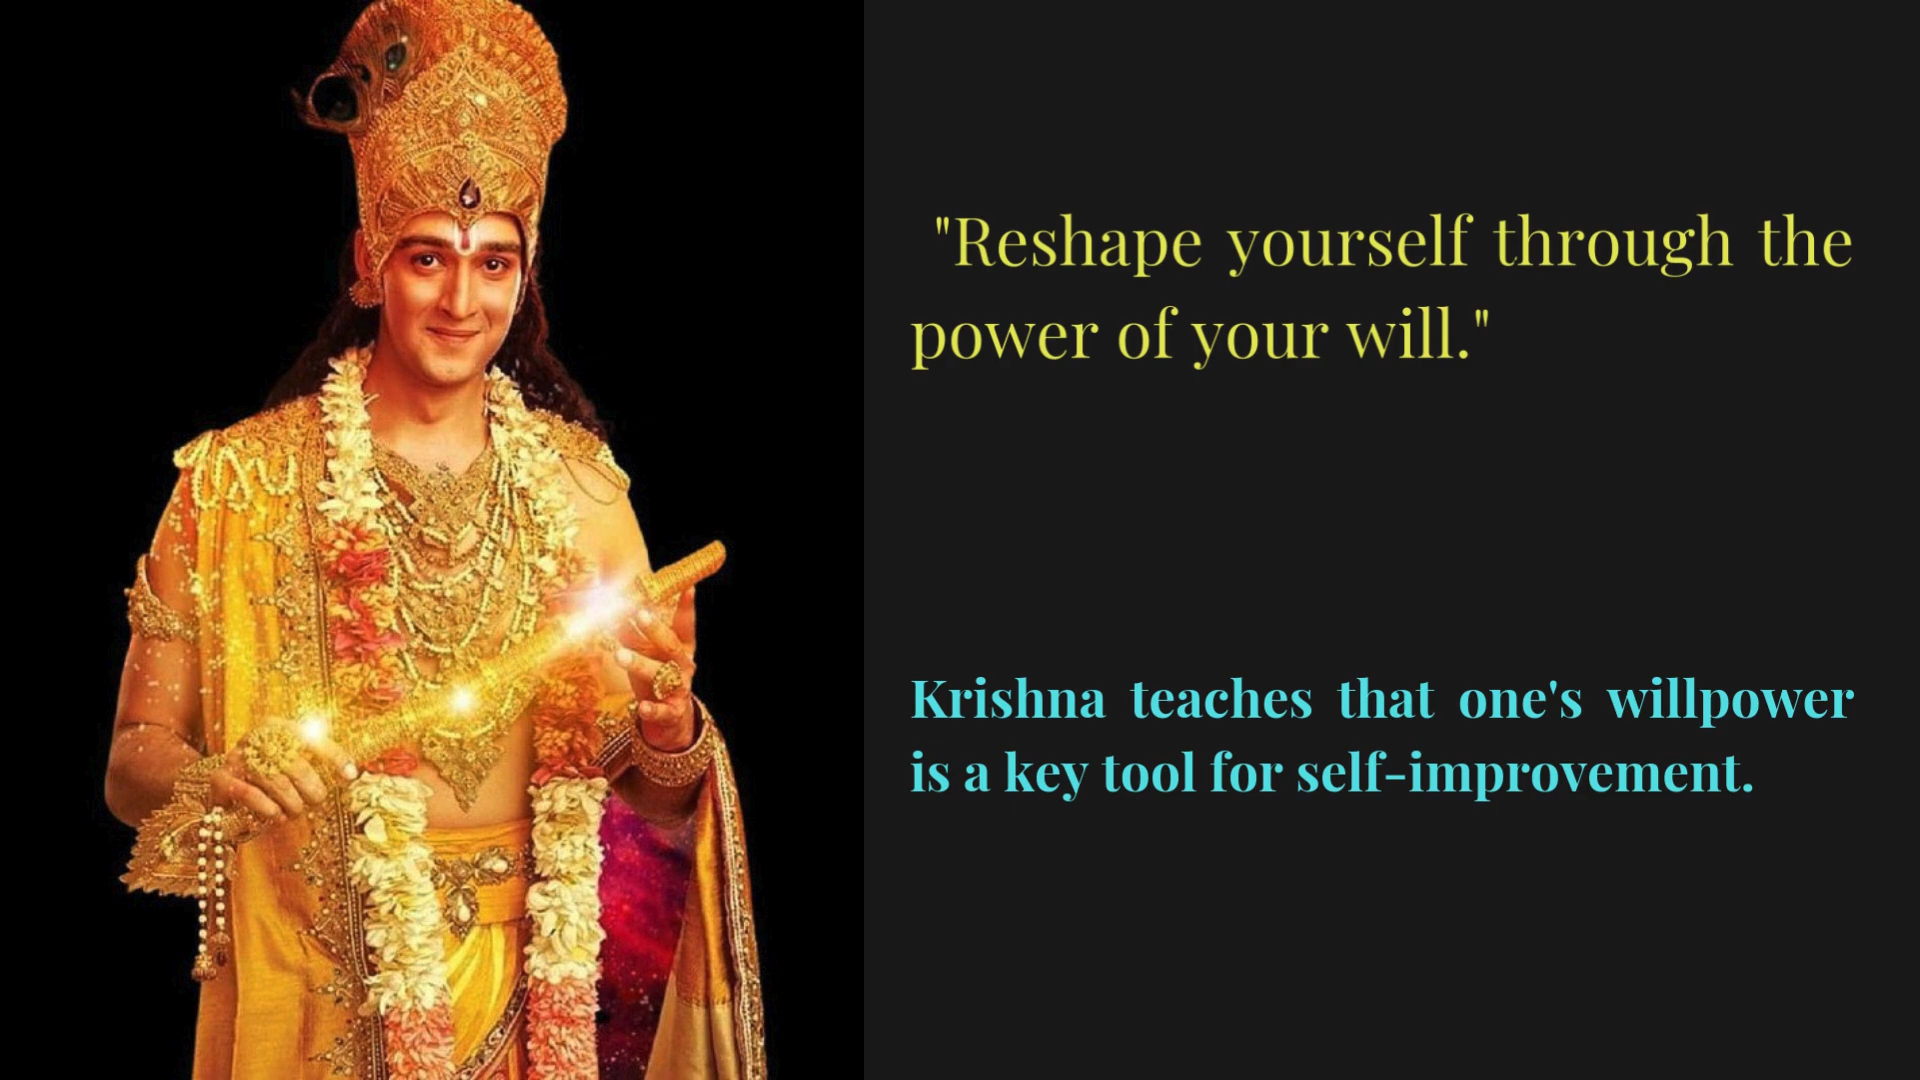 "Reshape yourself through the
power of your will."
Krishna teaches that one's willpower
is a key tool for self-improvement.